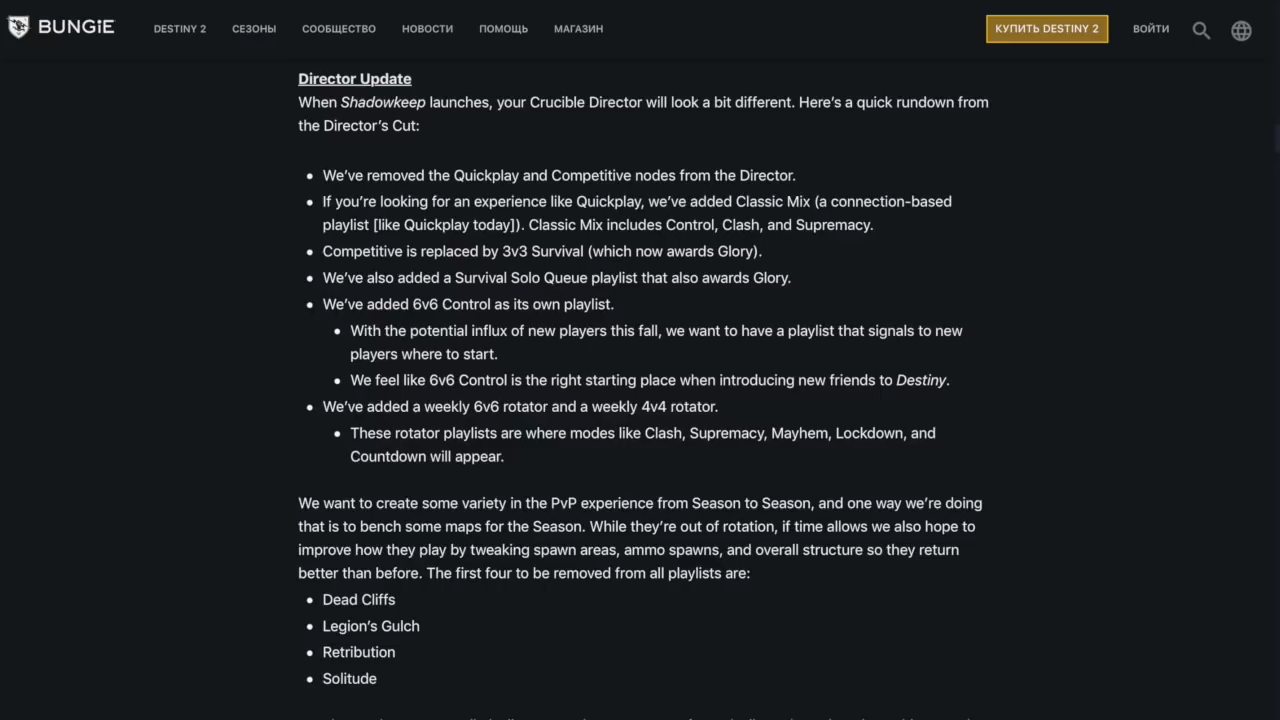 BUNGiE
DESTINY 2
СЕЗОНЫ
СООБЩЕСТВО
НОВОСТИ
ПОМОЩЬ
МАГАЗИН
КУПИТЬ DESTINY 2
ВОЙТИ
Director Update
When Shadowkeep launches, your Crucible Director will look a bit different. Here’s a quick rundown from
the Director’s Cut:
• We’ve removed the Quickplay and Competitive nodes from the Director.
• If you’re looking for an experience like Quickplay, we’ve added Classic Mix (a connection-based
playlist [like Quickplay today]). Classic Mix includes Control, Clash, and Supremacy.
• Competitive is replaced by 3v3 Survival (which now awards Glory).
• We’ve also added a Survival Solo Queue playlist that also awards Glory.
• We’ve added 6v6 Control as its own playlist.
• With the potential influx of new players this fall, we want to have a playlist that signals to new
players where to start.
• We feel like 6v6 Control is the right starting place when introducing new friends to Destiny.
• We’ve added a weekly 6v6 rotator and a weekly 4v4 rotator.
• These rotator playlists are where modes like Clash, Supremacy, Mayhem, Lockdown, and
Countdown will appear.
We want to create some variety in the PvP experience from Season to Season, and one way we’re doing
that is to bench some maps for the Season. While they’re out of rotation, if time allows we also hope to
improve how they play by tweaking spawn areas, ammo spawns, and overall structure so they return
better than before. The first four to be removed from all playlists are:
• Dead Cliffs
• Legion’s Gulch
• Retribution
• Solitude